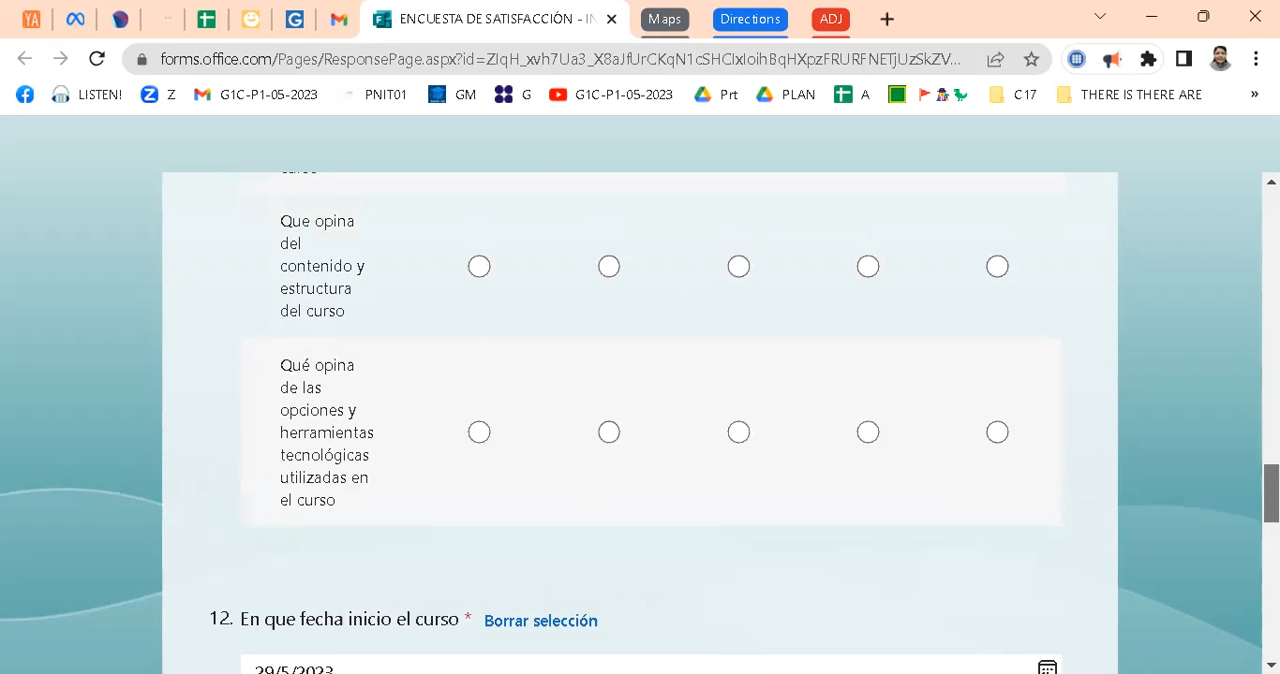 YA
ENCUESTA DE SATISFACCIÓN - IN
Maps
Directions
ADJ
forms.office.com/Pages/ResponsePage.aspx?id=ZIqH_xvh7Ua3_X8aJfUrCKqN1cSHClxIoihBqHXpzFRURFNETjUzSkZV...
LISTEN!
Z
G1C-P1-05-2023
PNIT01
GM
G
G1C-P1-05-2023
Prt
PLAN
A
C17
THERE IS THERE ARE
»
Que opina
del
contenido y
estructura
del curso
Qué opina
de las
opciones y
herramientas
tecnológicas
utilizadas en
el curso
12. En que fecha inicio el curso * Borrar selección
29/5/2023